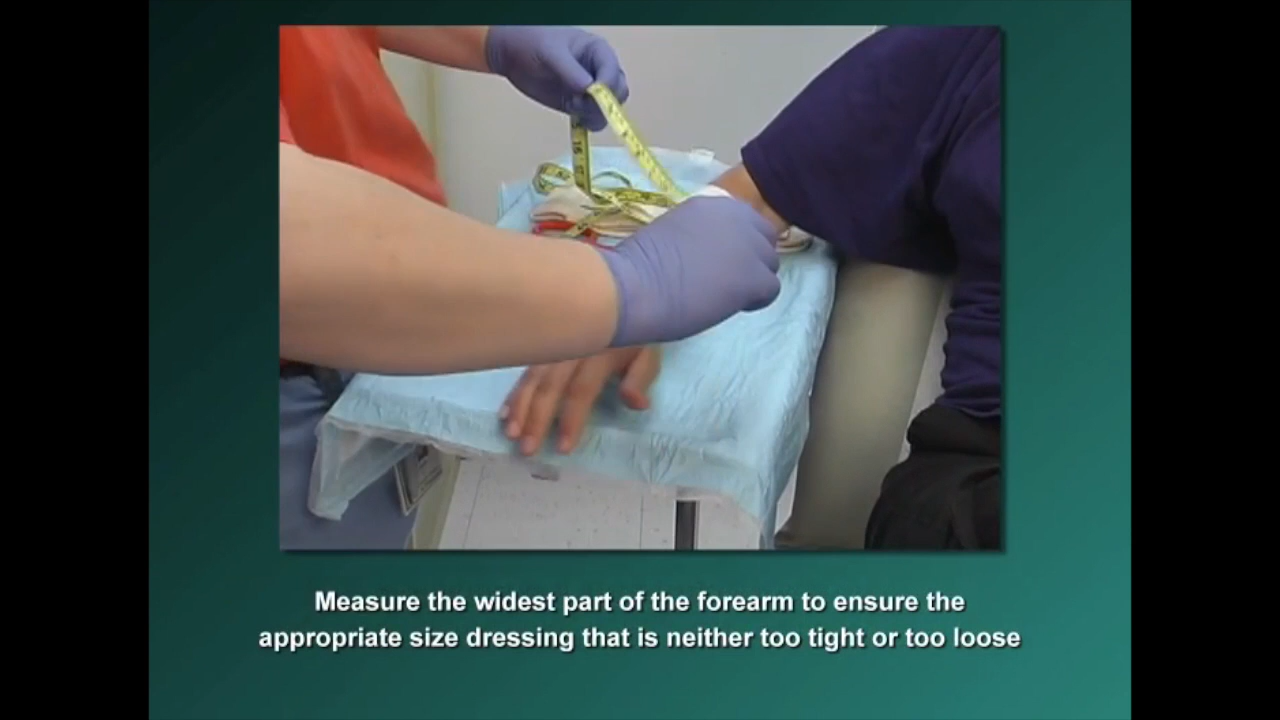 Measure the widest part of the forearm to ensure the
appropriate size dressing that is neither too tight or too loose